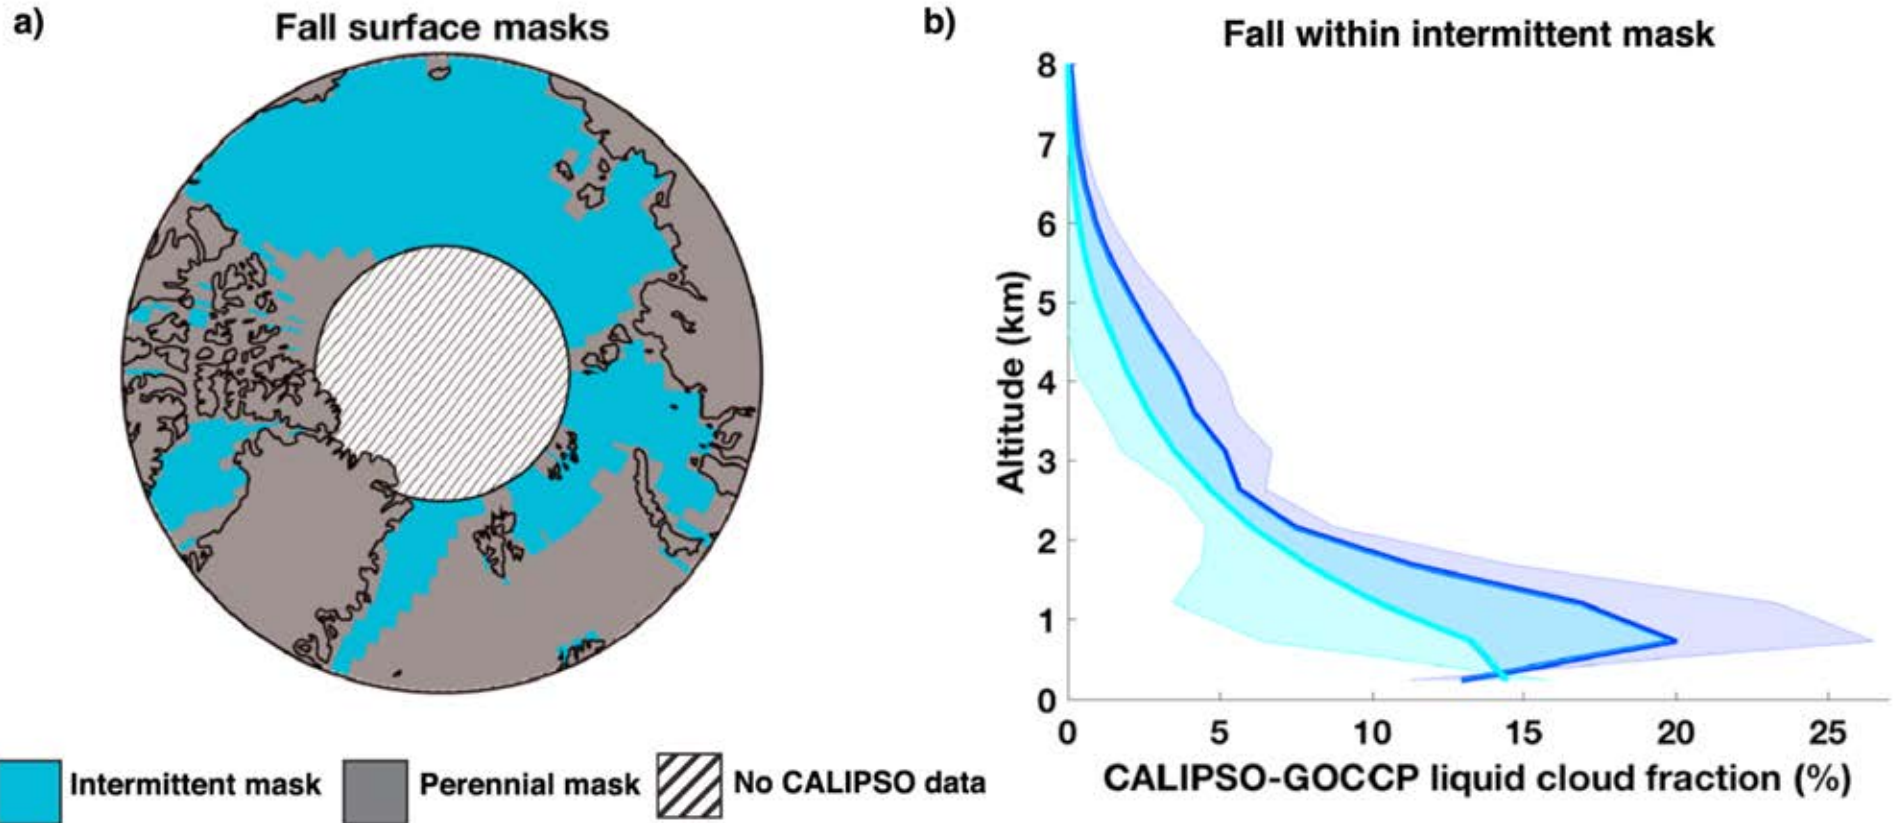 a)
Fall surface masks
Intermittent mask
Perennial mask
No CALIPSO data
b)
Fall within intermittent mask
Altitude (km)
8
7
6
5
4
3
2
1
0
0 5 10 15 20 25
CALIPSO-GOCCP liquid cloud fraction (%)